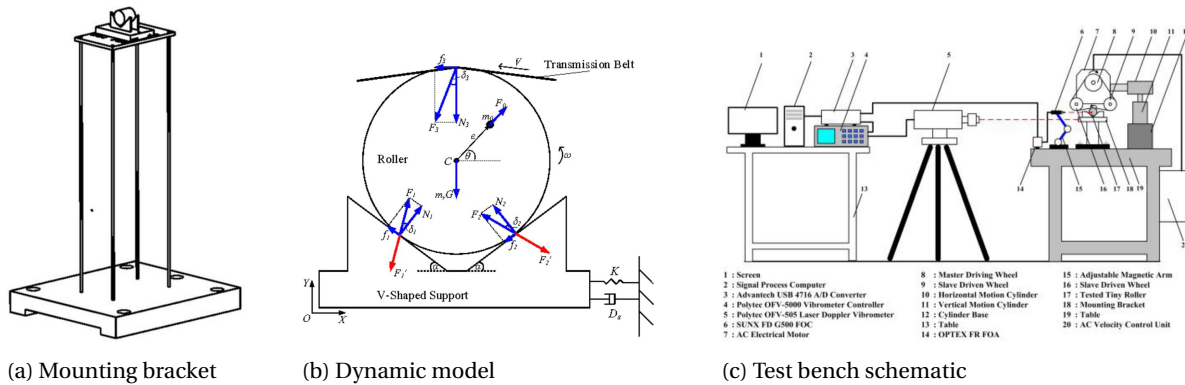 f3
δ3
V
Transmission Belt
F3
N3
F0
m0
e
Roller
θ
C
ω
mrG
F1
N1
f1
δ1
F1'
N2
F2
δ2
f2
F2'
K
V-Shaped Support
Ds
Y
O
X
1 2 3 4 5 6 7 8 9 10 11
13 14 15 16 17 18 19
1 : Screen
2 : Signal Process Computer
3 : Advantech USB 4716 A/D Converter
4 : Polytec OFV-5000 Vibrometer Controller
5 : Polytec OFV-505 Laser Doppler Vibrometer
6 : SUNX FD G500 FOC
7 : AC Electrical Motor
8 : Master Driving Wheel
9 : Slave Driven Wheel
10 : Horizontal Motion Cylinder
11 : Vertical Motion Cylinder
12 : Cylinder Base
13 : Table
14 : OPTEX FR FOA
15 : Adjustable Magnetic Arm
16 : Slave Driven Wheel
17 : Tested Tiny Roller
18 : Mounting Bracket
19 : Table
20 : AC Velocity Control Unit
(a) Mounting bracket
(b) Dynamic model
(c) Test bench schematic